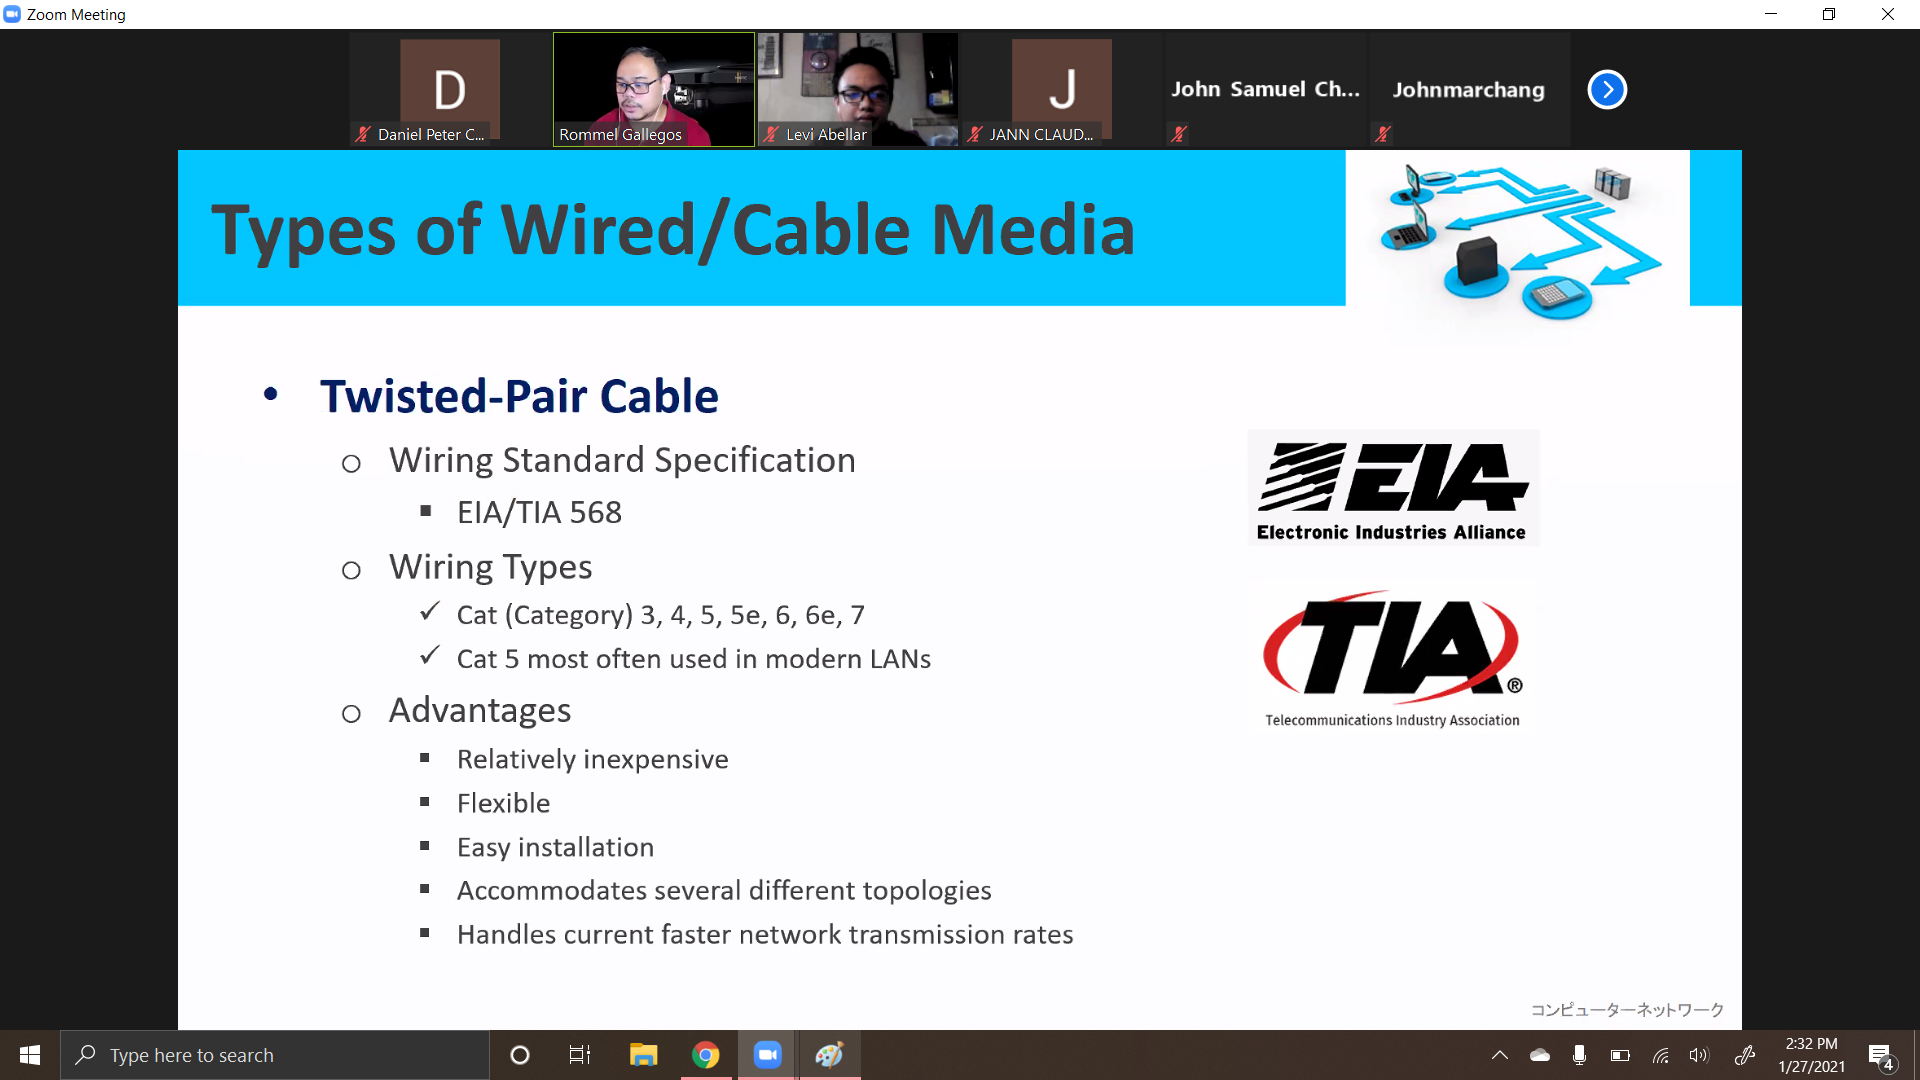 Zoom Meeting
D
Daniel Peter C...
Rommel Gallegos
Levi Abellar
J
JANN CLAUD...
John Samuel Ch...
Johnmarchang
Types of Wired/Cable Media
• Twisted-Pair Cable
o Wiring Standard Specification
▪ EIA/TIA 568
o Wiring Types
✓ Cat (Category) 3, 4, 5, 5e, 6, 6e, 7
✓ Cat 5 most often used in modern LANs
o Advantages
▪ Relatively inexpensive
▪ Flexible
▪ Easy installation
▪ Accommodates several different topologies
▪ Handles current faster network transmission rates
EIA
Electronic Industries Alliance
TIA®
Telecommunications Industry Association
コンピューターネットワーク
Type here to search
2:32 PM
1/27/2021
4